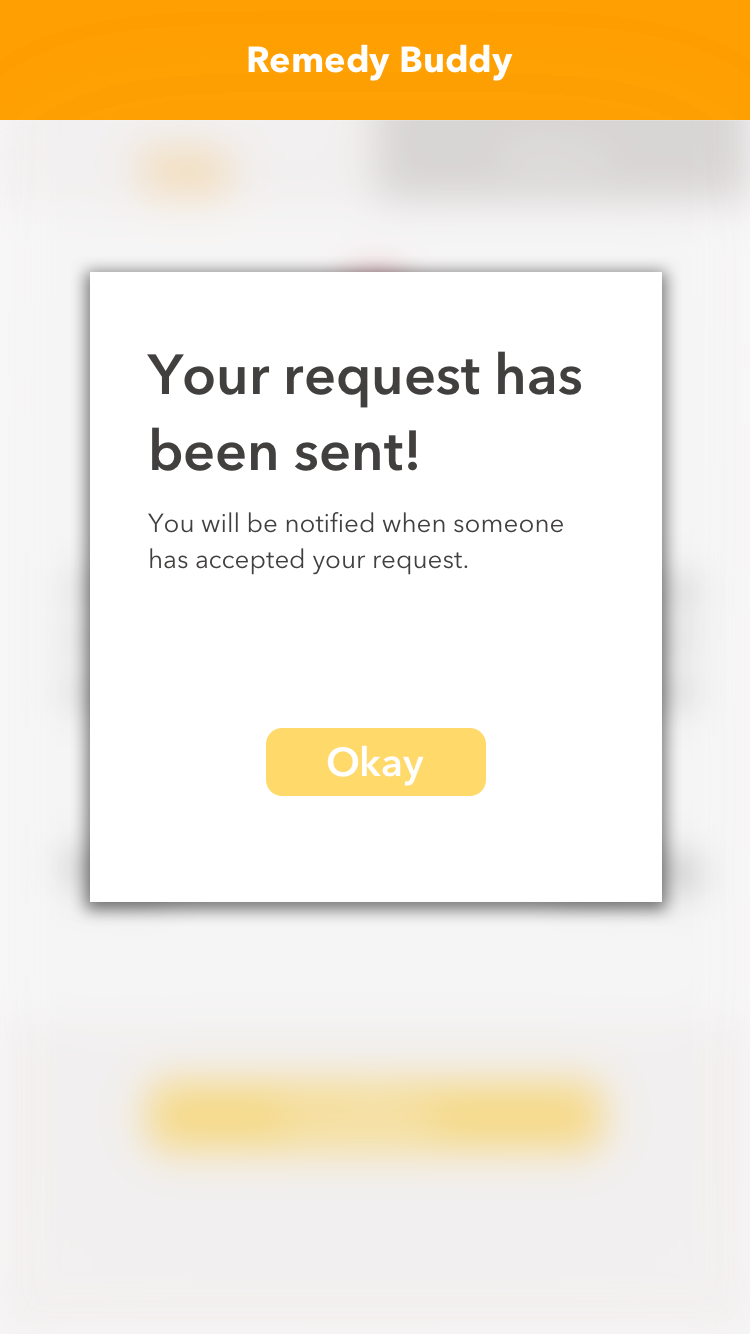 Remedy Buddy
Your request has
been sent!
You will be notified when someone
has accepted your request.
Okay